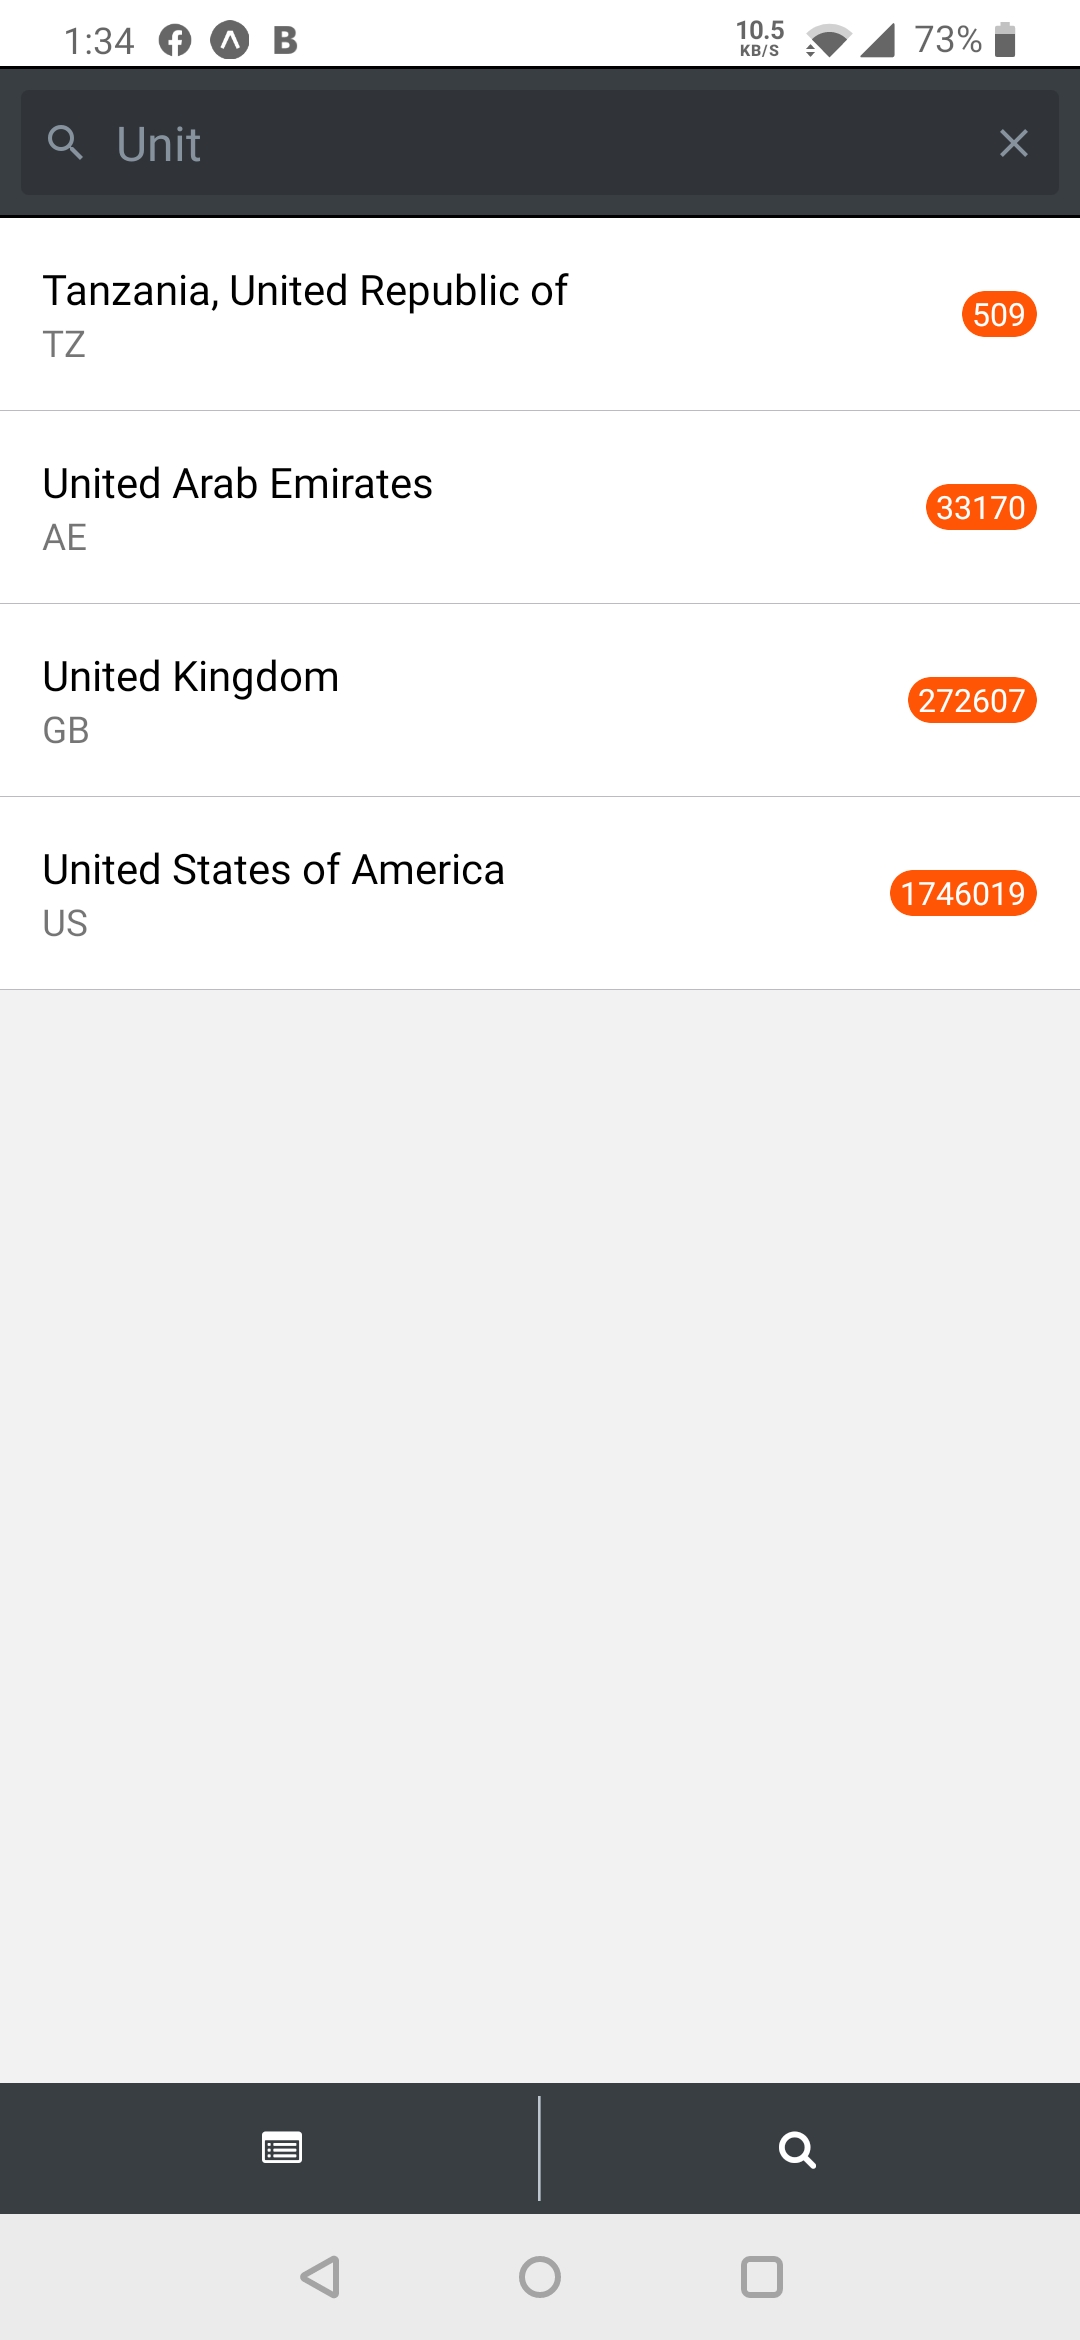 1:34 B 10.5 KB/S 73%
Unit
Tanzania, United Republic of
TZ
509
United Arab Emirates
AE
33170
United Kingdom
GB
272607
United States of America
US
1746019